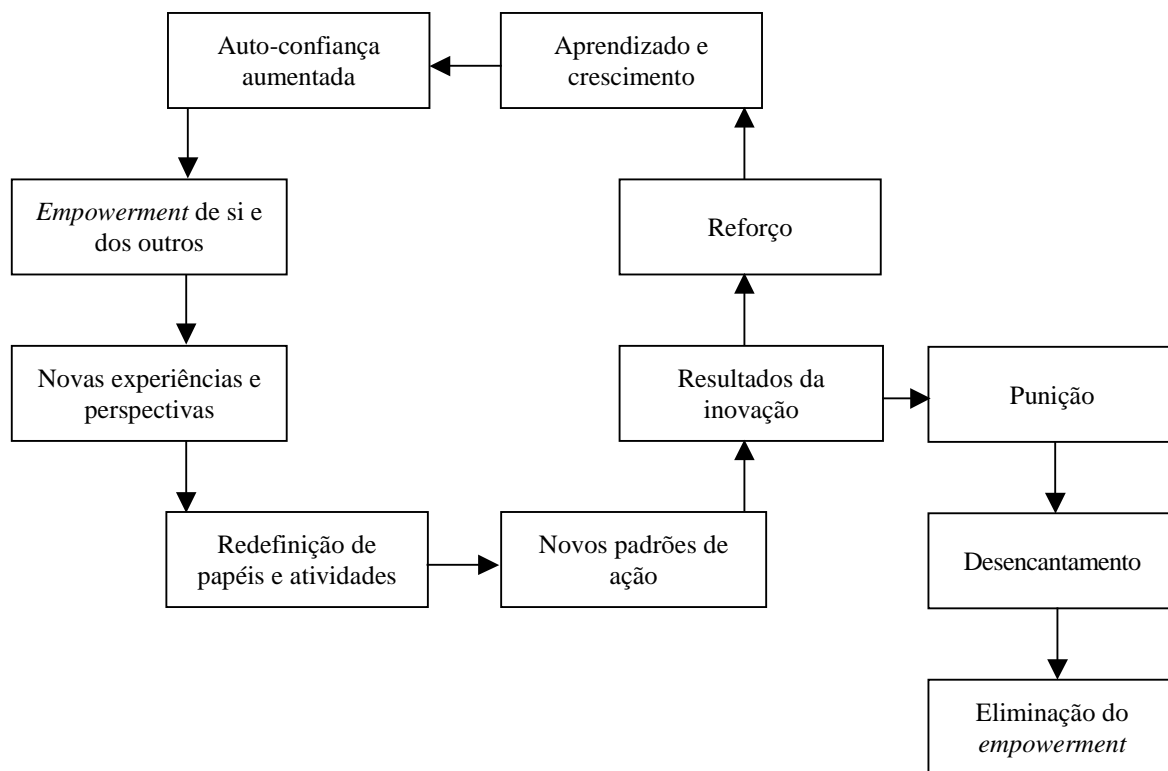 Auto-confiança
aumentada
Aprendizado e
crescimento
Empowerment de si e
dos outros
Reforço
Novas experiências e
perspectivas
Resultados da
inovação
Punição
Redefinição de
papéis e atividades
Novos padrões de
ação
Desencantamento
Eliminação do
empowerment